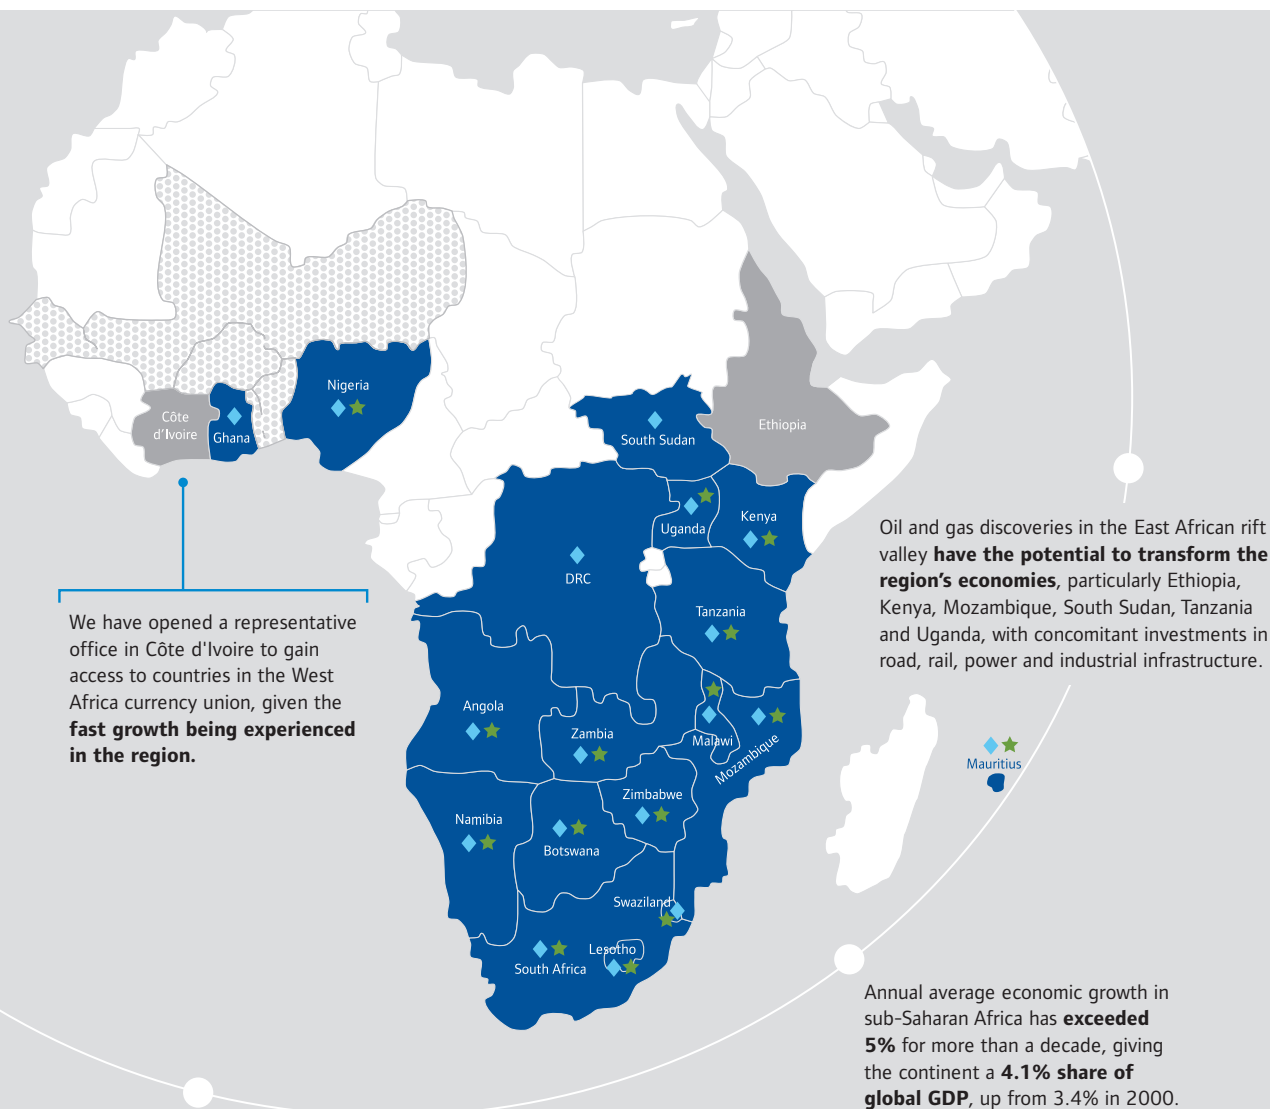 Nigeria
Côte
d'Ivoire
Ghana
South Sudan
Ethiopia
Uganda
Kenya
DRC
Tanzania
Angola
Zambia
Malawi
Mozambique
Mauritius
Zimbabwe
Namibia
Botswana
Swaziland
Lesotho
South Africa
We have opened a representative
office in Côte d'Ivoire to gain
access to countries in the West
Africa currency union, given the
fast growth being experienced
in the region.
Oil and gas discoveries in the East African rift
valley have the potential to transform the
region’s economies, particularly Ethiopia,
Kenya, Mozambique, South Sudan, Tanzania
and Uganda, with concomitant investments in
road, rail, power and industrial infrastructure.
Annual average economic growth in
sub-Saharan Africa has exceeded
5% for more than a decade, giving
the continent a 4.1% share of
global GDP, up from 3.4% in 2000.